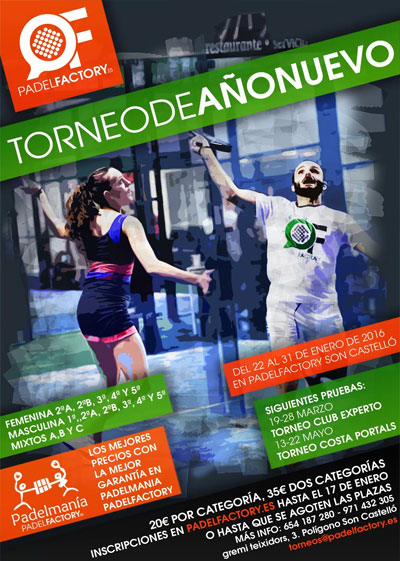 PADELFACTORY.ES
restaurante
TORNEODEAÑONUEVO
DEL 22 AL 31 DE ENERO DE 2016
EN PADELFACTORY SON CASTELLÓ
FEMENINA 2ªA, 2ªB, 3ª, 4ª Y 5ª
MASCULINA 1ª, 2ªA, 2ªB, 3ª, 4ª Y 5ª
MIXTOS A,B Y C
SIGUIENTES PRUEBAS:
19-28 MARZO
TORNEO CLUB EXPERTO
13-22 MAYO
TORNEO COSTA PORTALS
Padelmanía
PADELFACTORY.ES
LOS MEJORES
PRECIOS CON
LA MEJOR
GARANTÍA EN
PADELMANIA
PADELFACTORY
20€ POR CATEGORÍA, 35€ DOS CATEGORÍAS
INSCRIPCIONES EN PADELFACTORY.ES HASTA EL 17 DE ENERO
O HASTA QUE SE AGOTEN LAS PLAZAS
MÁS INFO: 654 187 280 - 971 432 305
gremi teixidors, 3. Polígono Son Castelló
torneos@padelfactory.es